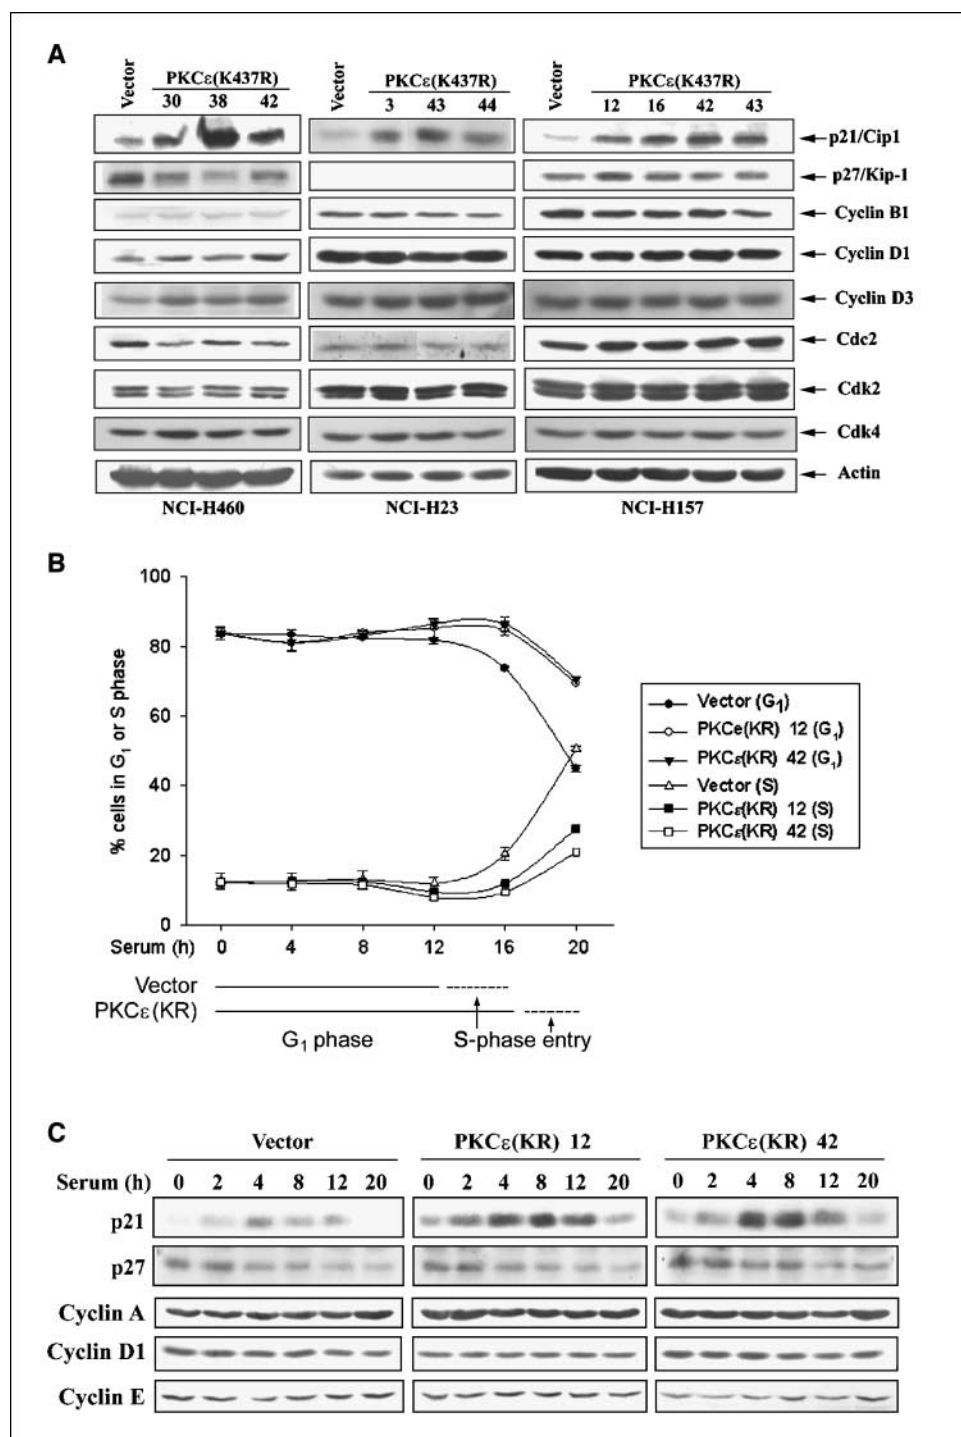 A
Vector PKCε(K437R) Vector PKCε(K437R) Vector PKCε(K437R)
30 38 42 3 43 44 12 16 42 43
p21/Cip1
p27/Kip-1
Cyclin B1
Cyclin D1
Cyclin D3
Cdc2
Cdk2
Cdk4
Actin
NCI-H460 NCI-H23 NCI-H157
B
% cells in G1 or S phase
100
80
60
40
20
0
Serum (h) 0 4 8 12 16 20
Vector (G1)
PKCe(KR) 12 (G1)
PKCε(KR) 42 (G1)
Vector (S)
PKCε(KR) 12 (S)
PKCε(KR) 42 (S)
Vector
PKCε(KR)
G1 phase S-phase entry
C
Vector PKCε(KR) 12 PKCε(KR) 42
Serum (h) 0 2 4 8 12 20 0 2 4 8 12 20 0 2 4 8 12 20
p21
p27
Cyclin A
Cyclin D1
Cyclin E